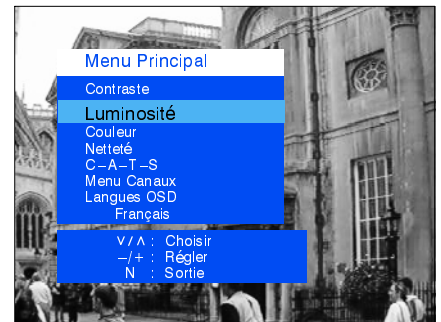 Menu Principal
Contraste
Luminosité
Couleur
Netteté
C–A–T–S
Menu Canaux
Langues OSD
Français
∨/∧ : Choisir
–/+ : Régler
N : Sortie